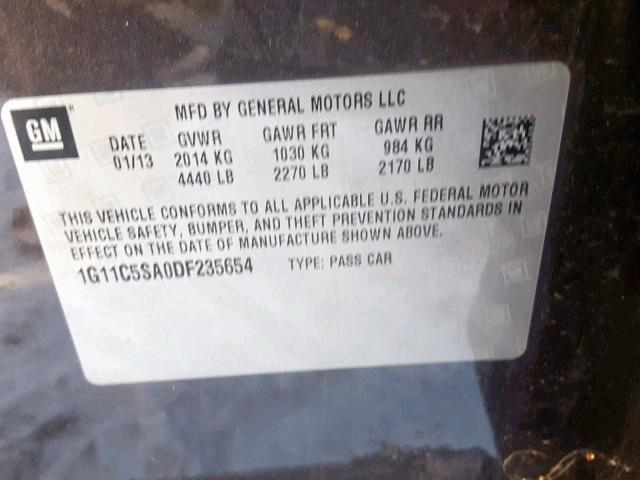 MFD BY GENERAL MOTORS LLC
GM ®
DATE GVWR GAWR FRT GAWR RR
01/13 2014 KG 1030 KG 984 KG
4440 LB 2270 LB 2170 LB
THIS VEHICLE CONFORMS TO ALL APPLICABLE U.S. FEDERAL MOTOR
VEHICLE SAFETY, BUMPER, AND THEFT PREVENTION STANDARDS IN
EFFECT ON THE DATE OF MANUFACTURE SHOWN ABOVE.
1G11C5SA0DF235654 TYPE: PASS CAR